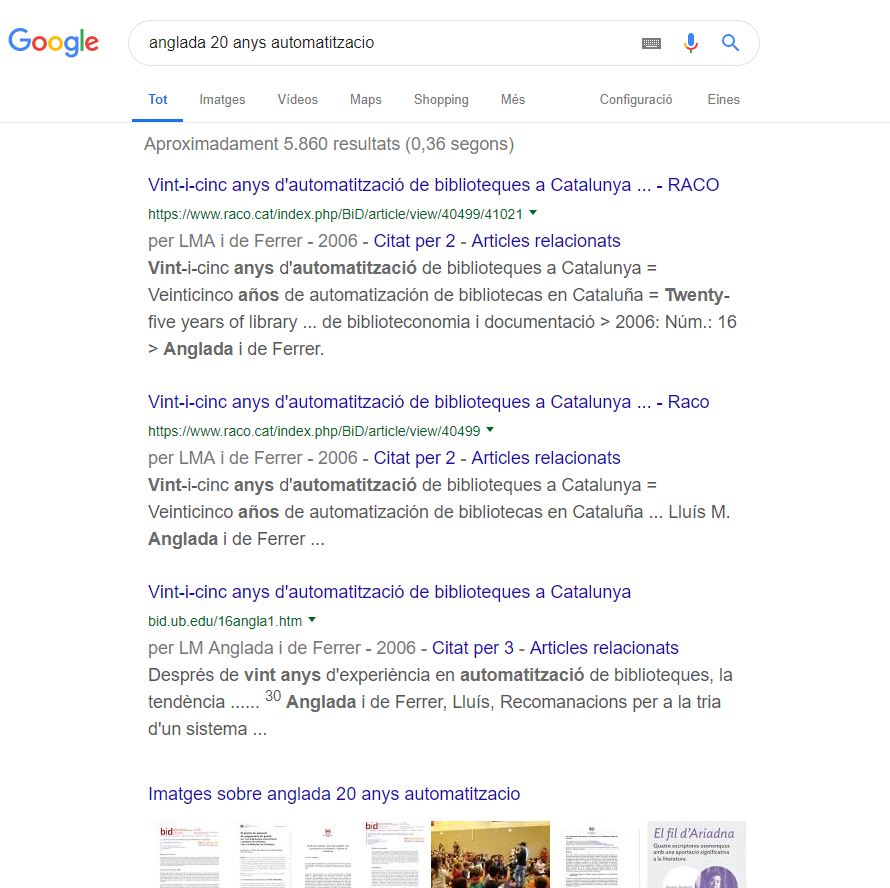 Google
anglada 20 anys automatitzacio
Tot Imatges Vídeos Maps Shopping Més Configuració Eines
Aproximadament 5.860 resultats (0,36 segons)
Vint-i-cinc anys d'automatització de biblioteques a Catalunya ... - RACO
https://www.raco.cat/index.php/BiD/article/view/40499/41021
per LMA i de Ferrer - 2006 - Citat per 2 - Articles relacionats
Vint-i-cinc anys d'automatització de biblioteques a Catalunya =
Veinticinco años de automatización de bibliotecas en Cataluña = Twenty-
five years of library ... de biblioteconomia i documentació > 2006: Núm.: 16
> Anglada i de Ferrer.
Vint-i-cinc anys d'automatització de biblioteques a Catalunya ... - Raco
https://www.raco.cat/index.php/BiD/article/view/40499
per LMA i de Ferrer - 2006 - Citat per 2 - Articles relacionats
Vint-i-cinc anys d'automatització de biblioteques a Catalunya =
Veinticinco años de automatización de bibliotecas en Cataluña ... Lluís M.
Anglada i de Ferrer ...
Vint-i-cinc anys d'automatització de biblioteques a Catalunya
bid.ub.edu/16angla1.htm
per LM Anglada i de Ferrer - 2006 - Citat per 3 - Articles relacionats
Després de vint anys d'experiència en automatització de biblioteques, la
tendència ...... 30 Anglada i de Ferrer, Lluís, Recomanacions per a la tria
d'un sistema ...
Imatges sobre anglada 20 anys automatitzacio
bid
bid
El fil d'Ariadna
Quatre escriptores osonenques
amb una aportació significativa
a la literatura